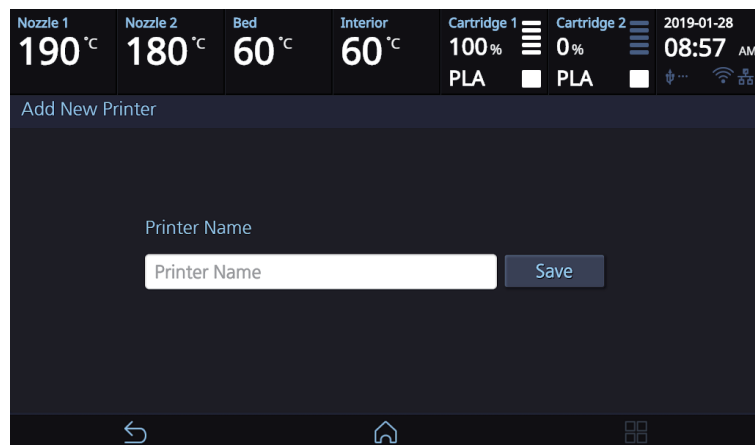 Nozzle 1 Nozzle 2 Bed Interior Cartridge 1 Cartridge 2 2019-01-28
190°C 180°C 60°C 60°C 100% 0% 08:57 AM
PLA PLA
Add New Printer
Printer Name
Printer Name Save